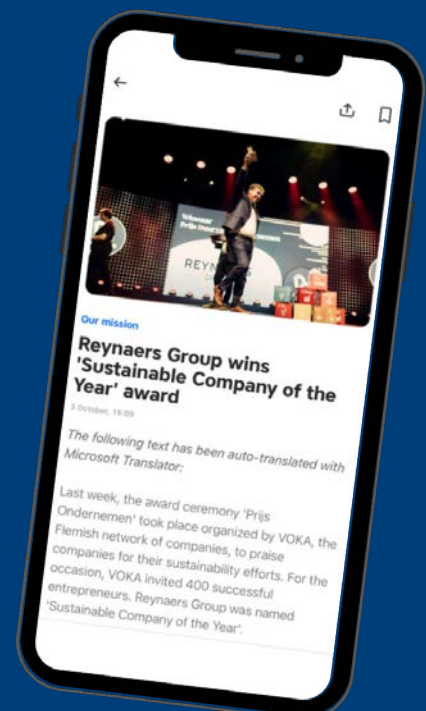 Winnaar
REYN
Our mission
Reynaers Group wins
'Sustainable Company of the
Year' award
3 October, 16:09
The following text has been auto-translated with
Microsoft Translator:
Last week, the award ceremony 'Prijs
Ondernemen' took place organized by VOKA, the
Flemish network of companies, to praise
companies for their sustainability efforts. For the
occasion, VOKA invited 400 successful
entrepreneurs. Reynaers Group was named
'Sustainable Company of the Year'.